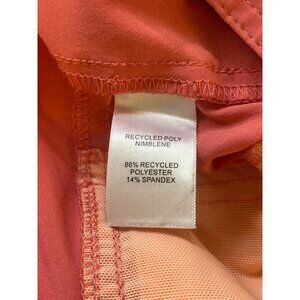 RECYCLED POLY
NIMBLENE
86% RECYCLED
POLYESTER
14% SPANDEX